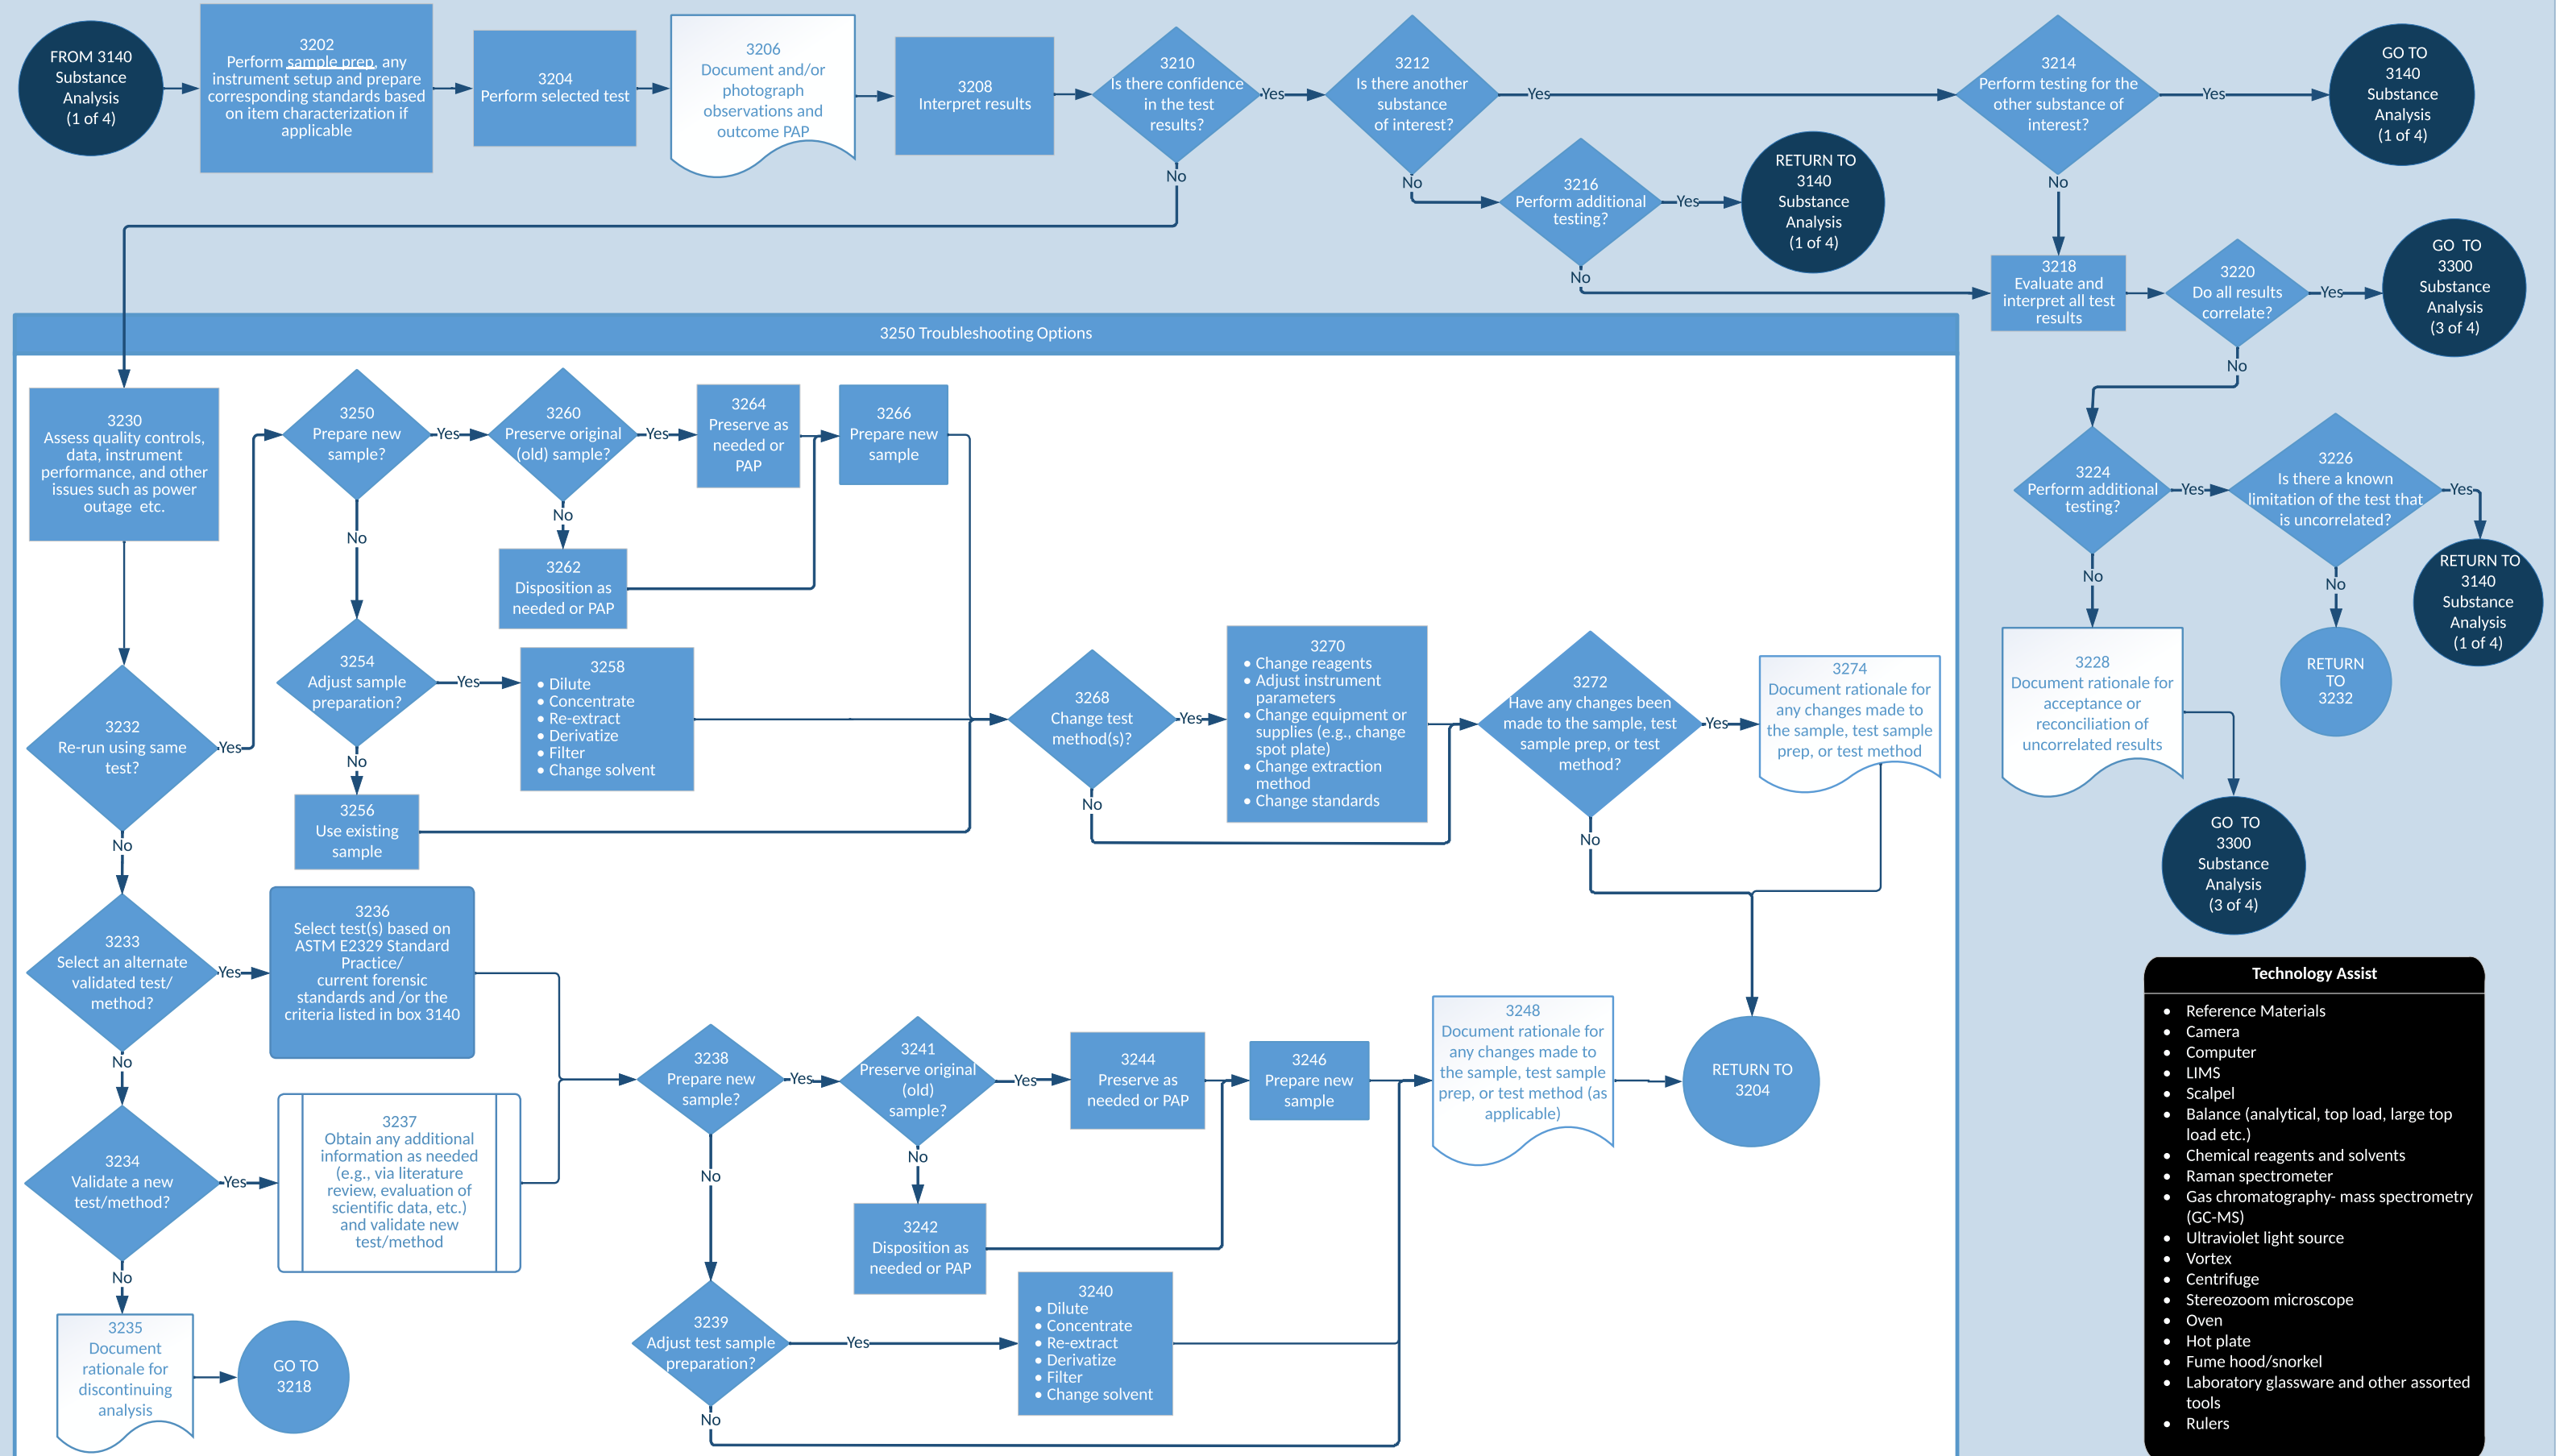 FROM 3140
Substance
Analysis
(1 of 4)
3202
Perform sample prep, any
instrument setup and prepare
corresponding standards based
on item characterization if
applicable
3204
Perform selected test
3206
Document and/or
photograph
observations and
outcome PAP
3208
Interpret results
3210
Is there confidence
in the test
results?
Yes
No
3212
Is there another
substance
of interest?
Yes
No
3214
Perform testing for the
other substance of
interest?
Yes
No
GO TO
3140
Substance
Analysis
(1 of 4)
3216
Perform additional
testing?
Yes
No
RETURN TO
3140
Substance
Analysis
(1 of 4)
3218
Evaluate and
interpret all test
results
3220
Do all results
correlate?
Yes
No
GO TO
3300
Substance
Analysis
(3 of 4)
3224
Perform additional
testing?
Yes
No
3226
Is there a known
limitation of the test that
is uncorrelated?
Yes
No
RETURN TO
3140
Substance
Analysis
(1 of 4)
RETURN
TO
3232
3228
Document rationale for
acceptance or
reconciliation of
uncorrelated results
GO TO
3300
Substance
Analysis
(3 of 4)
3250 Troubleshooting Options
3230
Assess quality controls,
data, instrument
performance, and other
issues such as power
outage etc.
3232
Re-run using same
test?
Yes
No
3250
Prepare new
sample?
Yes
No
3260
Preserve original
(old) sample?
Yes
No
3264
Preserve as
needed or
PAP
3266
Prepare new
sample
3262
Disposition as
needed or PAP
3254
Adjust sample
preparation?
Yes
No
3258
• Dilute
• Concentrate
• Re-extract
• Derivatize
• Filter
• Change solvent
3256
Use existing
sample
3268
Change test
method(s)?
Yes
No
3270
• Change reagents
• Adjust instrument
parameters
• Change equipment or
supplies (e.g., change
spot plate)
• Change extraction
method
• Change standards
3272
Have any changes been
made to the sample, test
sample prep, or test
method?
Yes
No
3274
Document rationale for
any changes made to
the sample, test sample
prep, or test method
3233
Select an alternate
validated test/
method?
Yes
No
3236
Select test(s) based on
ASTM E2329 Standard
Practice/
current forensic
standards and /or the
criteria listed in box 3140
3234
Validate a new
test/method?
Yes
No
3237
Obtain any additional
information as needed
(e.g., via literature
review, evaluation of
scientific data, etc.)
and validate new
test/method
3235
Document
rationale for
discontinuing
analysis
GO TO
3218
3238
Prepare new
sample?
Yes
No
3241
Preserve original
(old)
sample?
Yes
No
3244
Preserve as
needed or PAP
3246
Prepare new
sample
3248
Document rationale for
any changes made to
the sample, test sample
prep, or test method (as
applicable)
RETURN TO
3204
3242
Disposition as
needed or PAP
3239
Adjust test sample
preparation?
Yes
No
3240
• Dilute
• Concentrate
• Re-extract
• Derivatize
• Filter
• Change solvent
Technology Assist
• Reference Materials
• Camera
• Computer
• LIMS
• Scalpel
• Balance (analytical, top load, large top
load etc.)
• Chemical reagents and solvents
• Raman spectrometer
• Gas chromatography- mass spectrometry
(GC-MS)
• Ultraviolet light source
• Vortex
• Centrifuge
• Stereozoom microscope
• Oven
• Hot plate
• Fume hood/snorkel
• Laboratory glassware and other assorted
tools
• Rulers